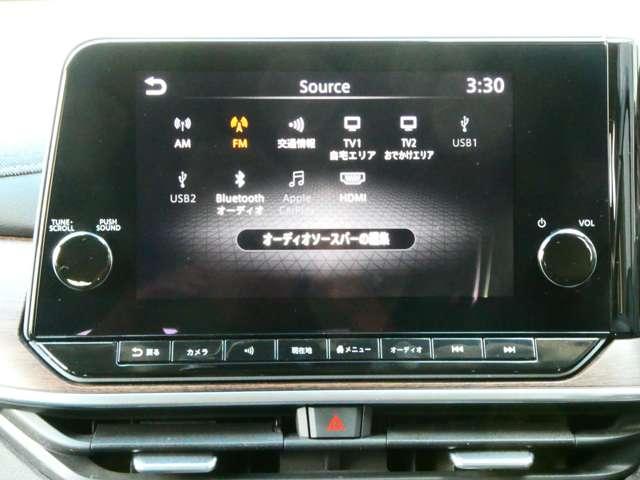 Source
3:30
AM
FM
交通情報
TV1
自宅エリア
TV2
おでかけエリア
USB1
USB2
Bluetooth
オーディオ
Apple
CarPlay
HDMI
オーディオソースバーの編集
TUNE・
SCROLL
PUSH
SOUND
VOL
戻る
カメラ
現在地
メニュー
オーディオ